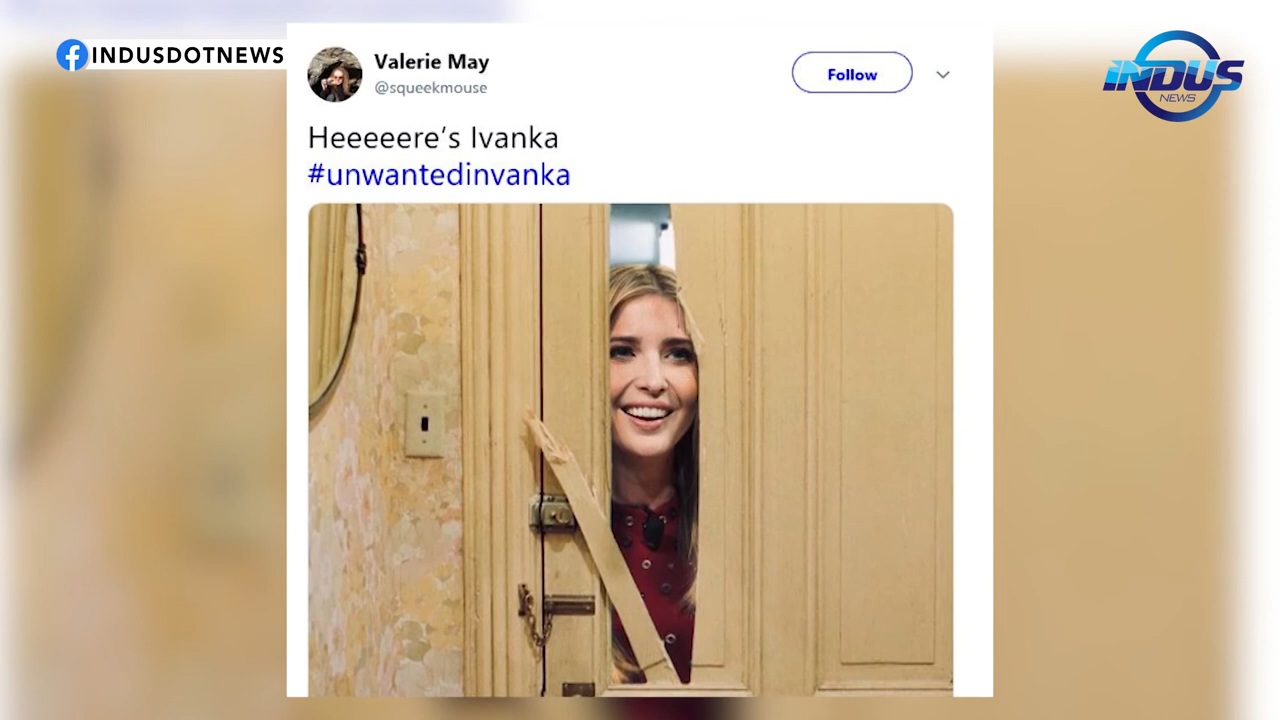 INDUSDOTNEWS
INDUS
NEWS
Valerie May
@squeekmouse
Follow
Heeeeere's Ivanka
#unwantedinvanka